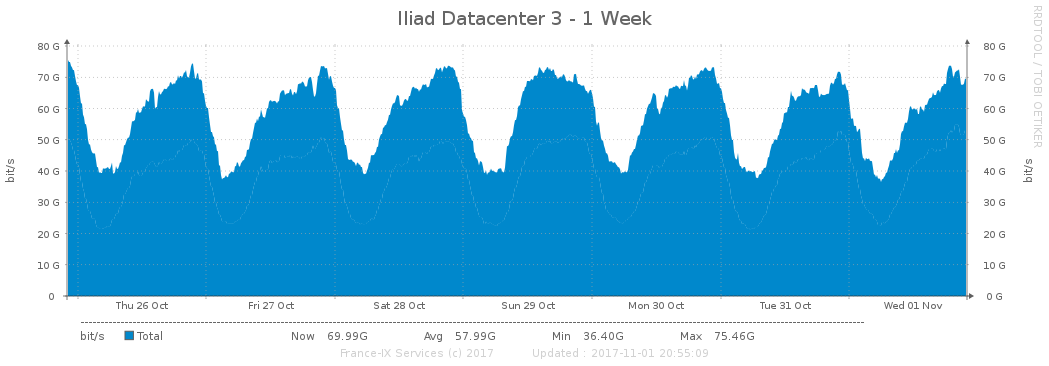 Iliad Datacenter 3 - 1 Week
RRDTOOL / TOBI OETIKER
80 G 80 G
70 G 70 G
60 G 60 G
50 G 50 G
40 G 40 G
30 G 30 G
20 G 20 G
10 G 10 G
0 0 G
bit/s bit/s
Thu 26 Oct Fri 27 Oct Sat 28 Oct Sun 29 Oct Mon 30 Oct Tue 31 Oct Wed 01 Nov
bit/s Total Now 69.99G Avg 57.99G Min 36.40G Max 75.46G
France-IX Services (c) 2017 Updated : 2017-11-01 20:55:09